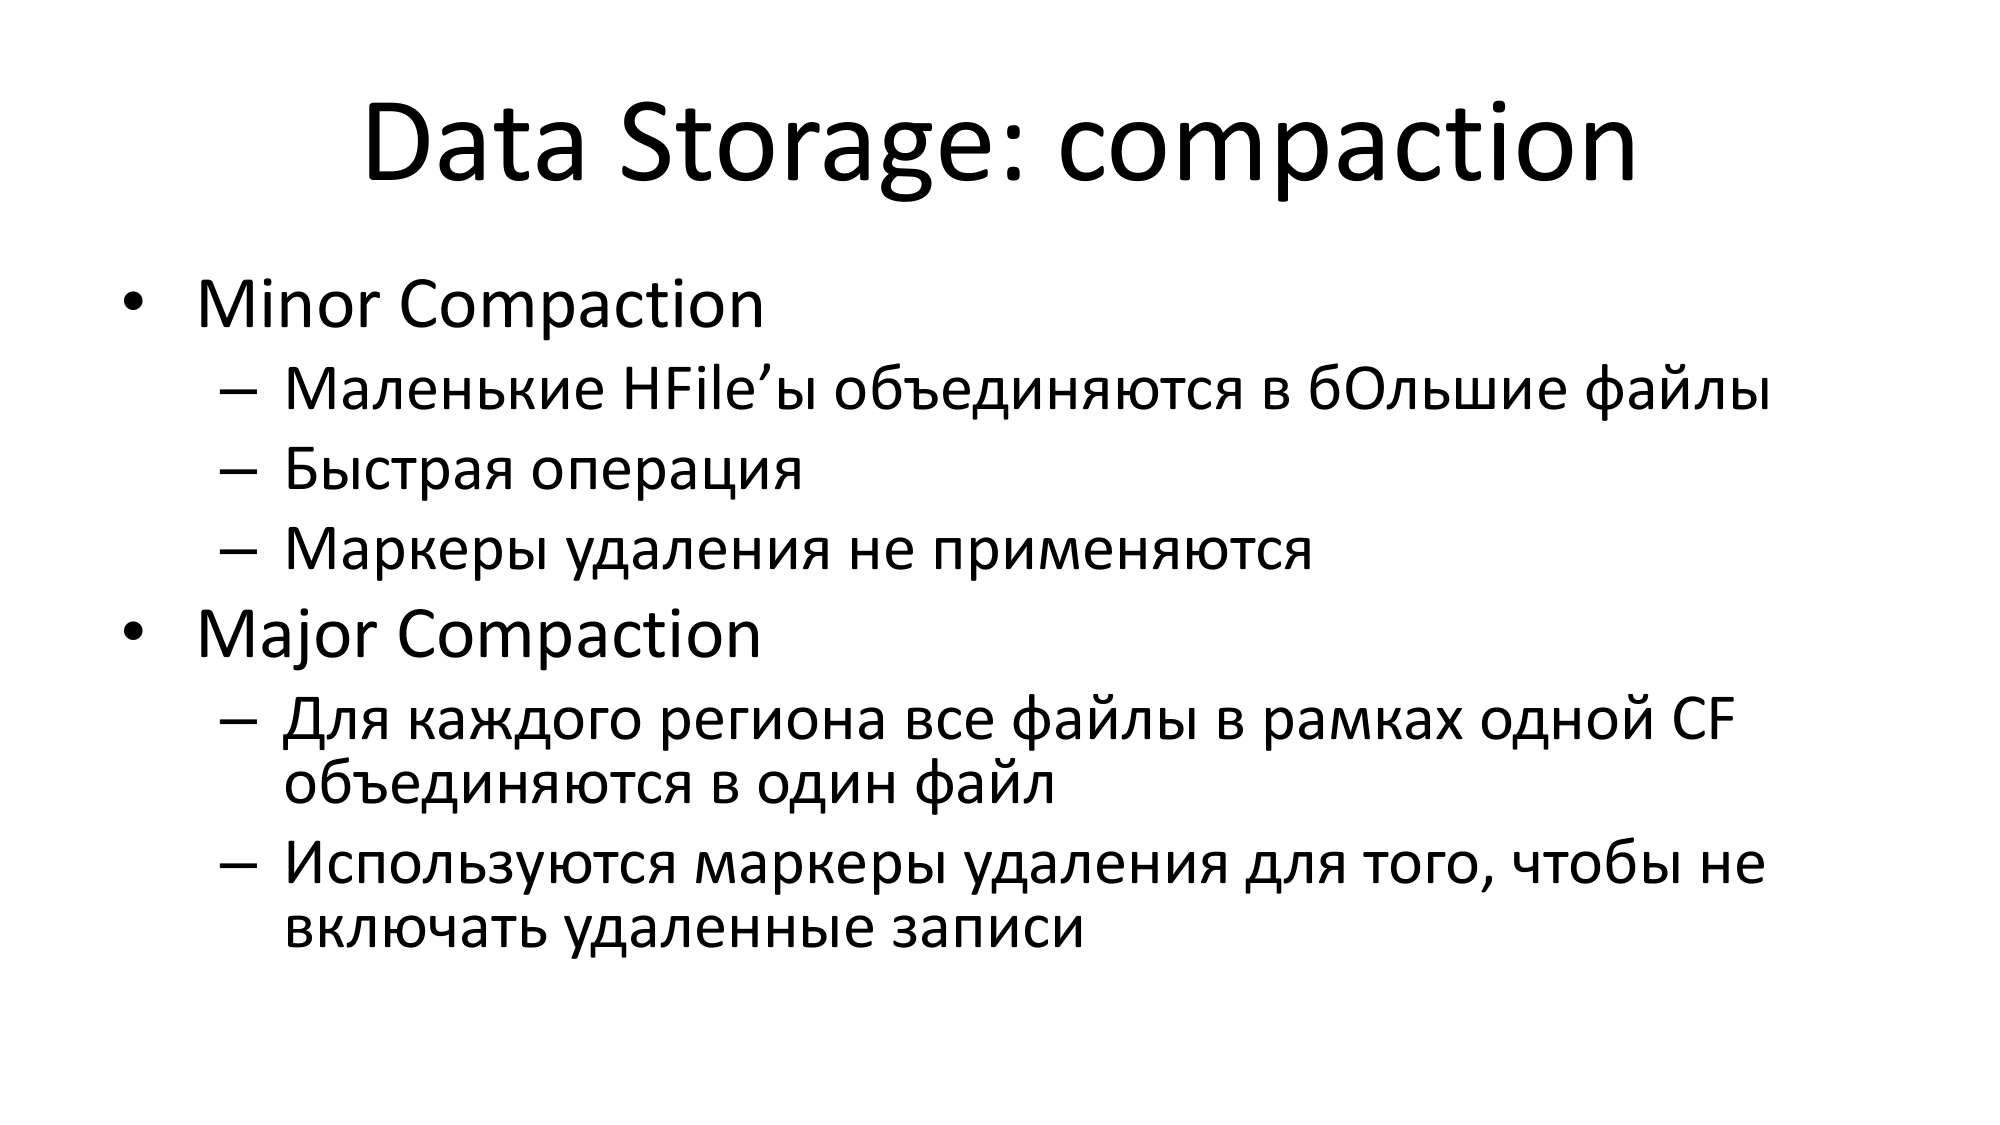 Data Storage: compaction
• Minor Compaction
– Маленькие HFile’ы объединяются в бОльшие файлы
– Быстрая операция
– Маркеры удаления не применяются
• Major Compaction
– Для каждого региона все файлы в рамках одной CF
объединяются в один файл
– Используются маркеры удаления для того, чтобы не
включать удаленные записи